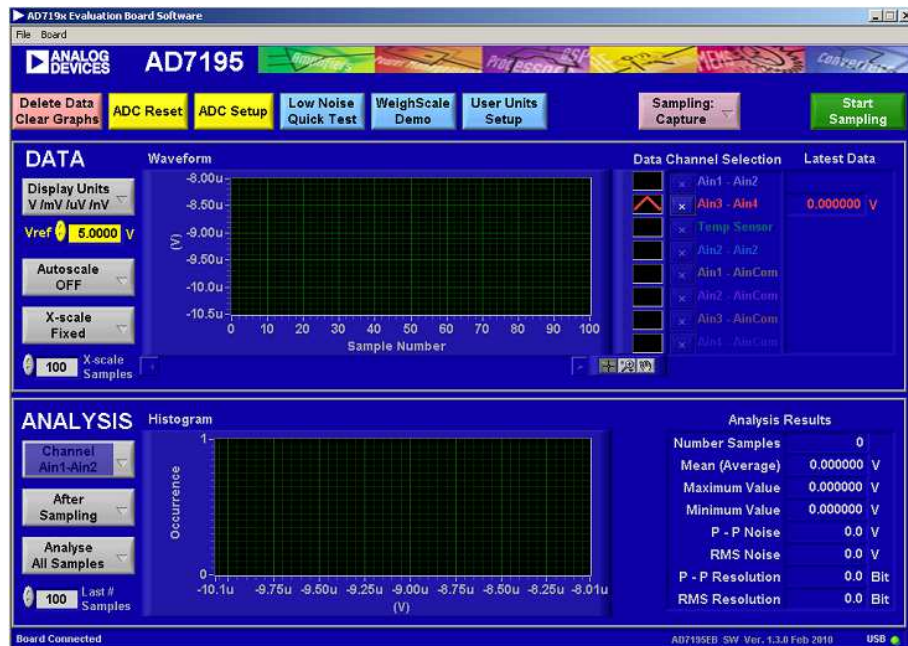 AD719x Evaluation Board Software
File Board
ANALOG DEVICES
AD7195
Amplifiers Power Management Processor DSP MEMS Converters
Delete Data
Clear Graphs
ADC Reset
ADC Setup
Low Noise
Quick Test
WeighScale
Demo
User Units
Setup
Sampling:
Capture
Start
Sampling
DATA
Waveform
Data Channel Selection
Latest Data
Display Units
V /mV /uV /nV
Vref 5.0000 V
Autoscale
OFF
X-scale
Fixed
100 X-scale
Samples
(V)
-8.00u
-8.50u
-9.00u
-9.50u
-10.0u
-10.5u
0 10 20 30 40 50 60 70 80 90 100
Sample Number
Ain1 - Ain2
Ain3 - Ain4 0.000000 V
Temp Sensor
Ain2 - Ain2
Ain1 - AinCom
Ain2 - AinCom
Ain3 - AinCom
Ain4 - AinCom
ANALYSIS
Histogram
Analysis Results
Channel
Ain1-Ain2
After
Sampling
Analyse
All Samples
100 Last #
Samples
Occurrence
1
0
-10.1u -9.75u -9.50u -9.25u -9.00u -8.75u -8.50u -8.25u -8.01u
(V)
Number Samples 0
Mean (Average) 0.000000 V
Maximum Value 0.000000 V
Minimum Value 0.000000 V
P - P Noise 0.0 V
RMS Noise 0.0 V
P - P Resolution 0.0 Bit
RMS Resolution 0.0 Bit
Board Connected
AD7195EB SW Ver. 1.3.0 Feb 2010
USB